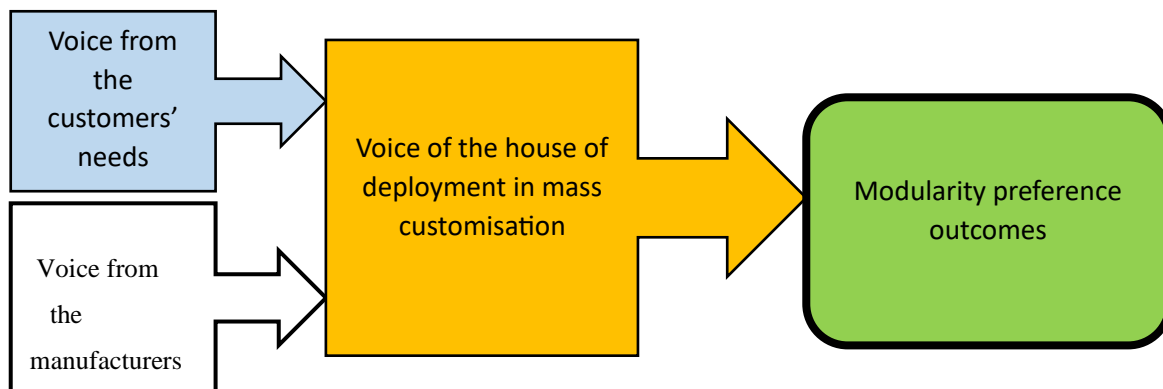 Voice from
the
customers’
needs
Voice from
the
manufacturers
Voice of the house of
deployment in mass
customisation
Modularity preference
outcomes